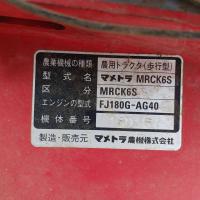 農業機械の種類 農用トラクタ(歩行型)
型式名 マメトラ MRCK6S
区分 MRCK6S
エンジンの型式 FJ180G-AG40
機体番号
製造・販売元 マメトラ農機株式会社